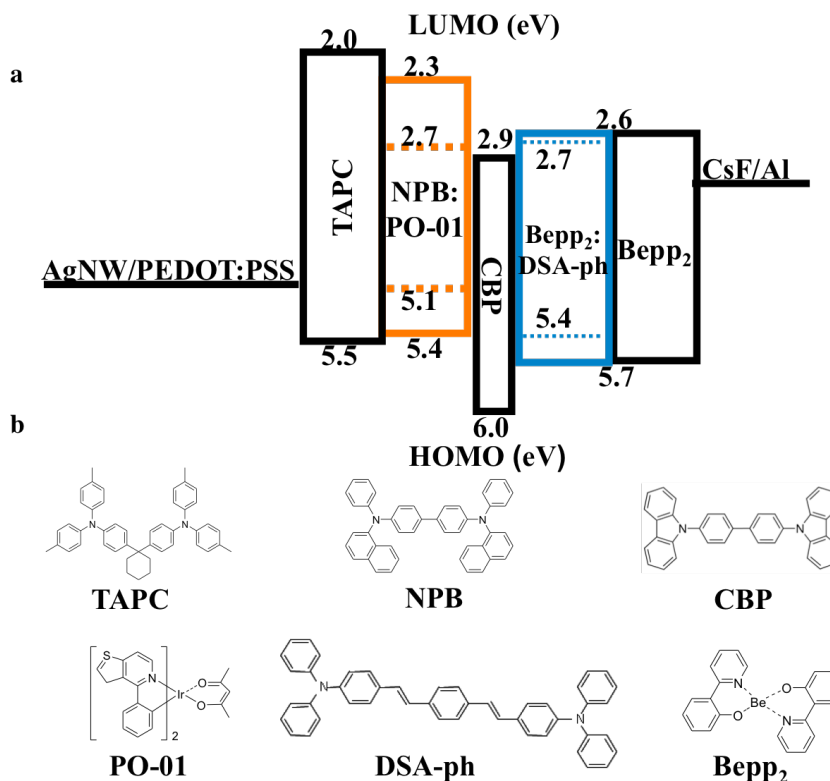 LUMO (eV)
a
2.0
2.3
2.7
2.9
2.6
2.7
CsF/Al
TAPC
NPB:
PO-01
CBP
Bepp2:
DSA-ph
Bepp2
AgNW/PEDOT:PSS
5.1
5.4
5.5
5.4
5.7
6.0
b
HOMO (eV)
N
N
TAPC
N
N
NPB
N
N
CBP
S
N
Ir
O
O
2
PO-01
N
N
DSA-ph
N
O
Be
O
N
Bepp2